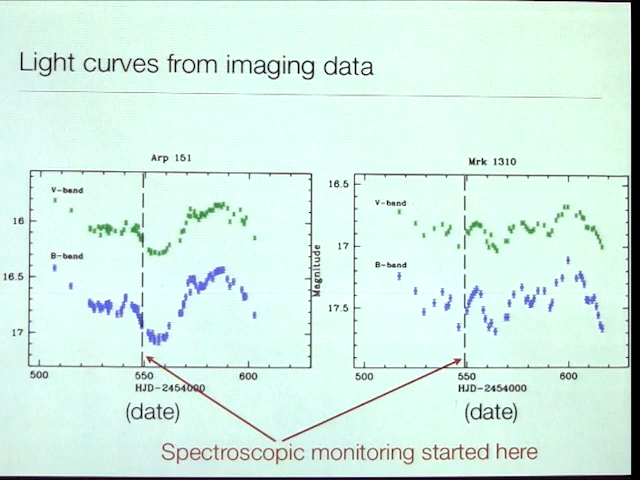 Light curves from imaging data
Arp 151
Mrk 1310
V-band
B-band
16
16.5
17
500
550
600
HJD-2454000
(date)
Magnitude
16.5
17
17.5
V-band
B-band
500
550
600
HJD-2454000
(date)
Spectroscopic monitoring started here